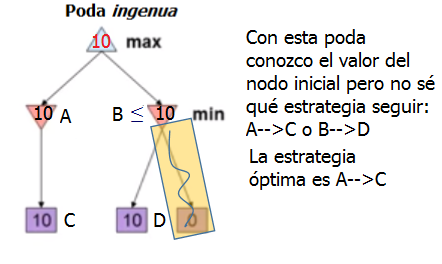 Poda ingenua
10 max
10 A B ≤ 10 min
10 C 10 D 0
Con esta poda
conozco el valor del
nodo inicial pero no sé
qué estrategia seguir:
A-->C o B-->D
La estrategia
óptima es A-->C